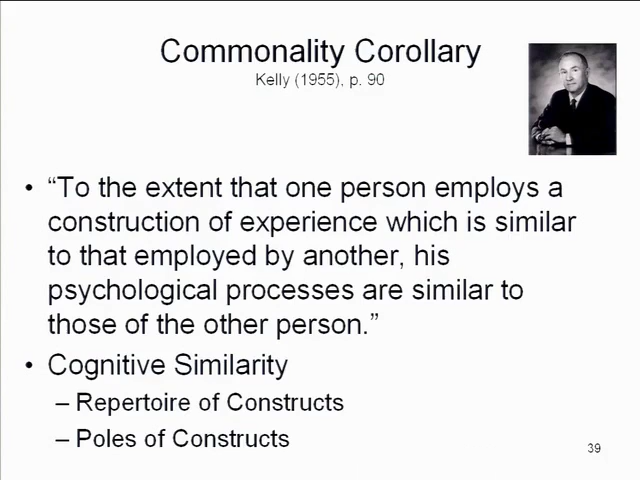 Commonality Corollary
Kelly (1955), p. 90
• “To the extent that one person employs a
construction of experience which is similar
to that employed by another, his
psychological processes are similar to
those of the other person.”
• Cognitive Similarity
– Repertoire of Constructs
– Poles of Constructs
39